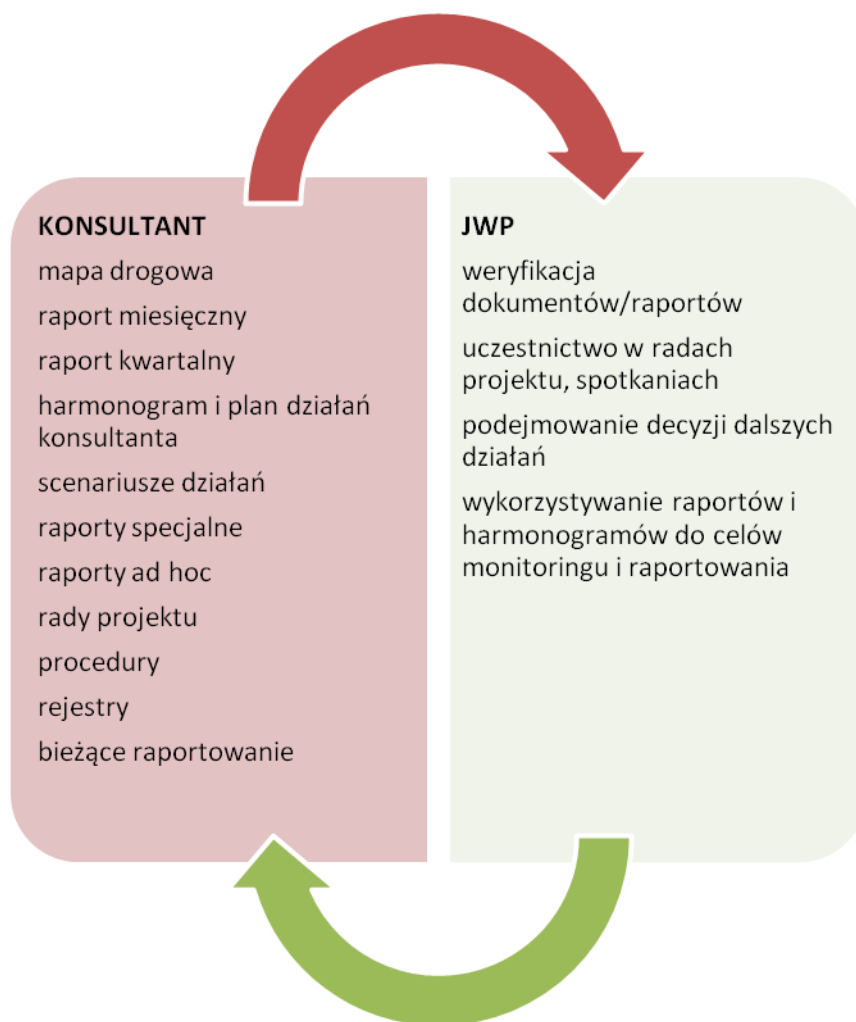 KONSULTANT
mapa drogowa
raport miesięczny
raport kwartalny
harmonogram i plan działań
konsultanta
scenariusze działań
raporty specjalne
raporty ad hoc
rady projektu
procedury
rejestry
bieżące raportowanie
JWP
weryfikacja
dokumentów/raportów
uczestnictwo w radach
projektu, spotkaniach
podejmowanie decyzji dalszych
działań
wykorzystywanie raportów i
harmonogramów do celów
monitoringu i raportowania